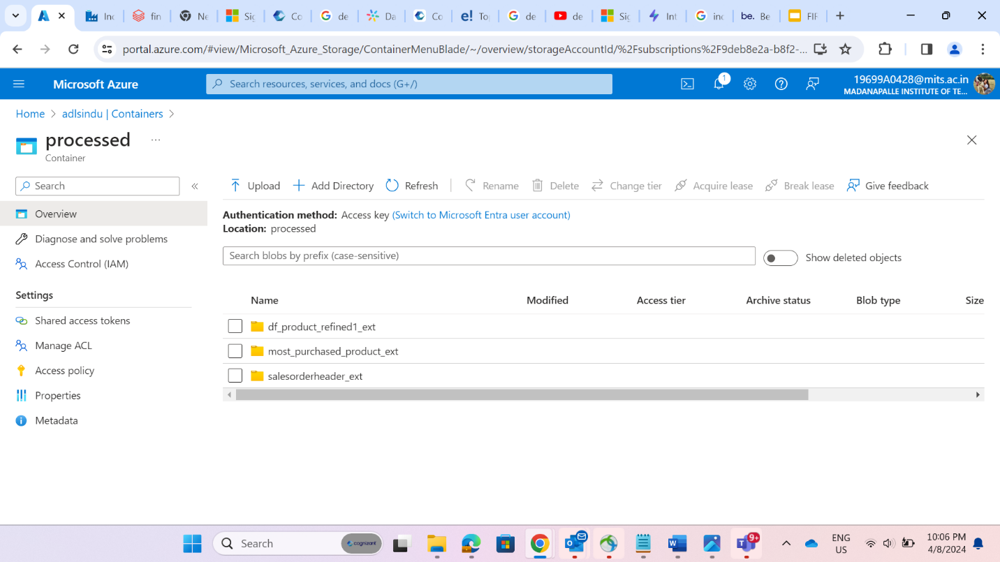 Inc
fin
Ne
Sig
Co
de
Da
Co
e! Top
de
de
Sig
Int
inc
be. Be
FIF
portal.azure.com/#view/Microsoft_Azure_Storage/ContainerMenuBlade/~/overview/storageAccountId/%2Fsubscriptions%2F9deb8e2a-b8f2-...
Microsoft Azure
Search resources, services, and docs (G+/)
1
19699A0428@mits.ac.in
MADANAPALLE INSTITUTE OF TE...
Home > adlsindu | Containers >
processed ...
Container
Search
Upload Add Directory Refresh Rename Delete Change tier Acquire lease Break lease Give feedback
Overview
Diagnose and solve problems
Access Control (IAM)
Settings
Shared access tokens
Manage ACL
Access policy
Properties
Metadata
Authentication method: Access key (Switch to Microsoft Entra user account)
Location: processed
Search blobs by prefix (case-sensitive)
Show deleted objects
Name Modified Access tier Archive status Blob type Size
df_product_refined1_ext
most_purchased_product_ext
salesorderheader_ext
Search
cognizant
9+
ENG
US
10:06 PM
4/8/2024